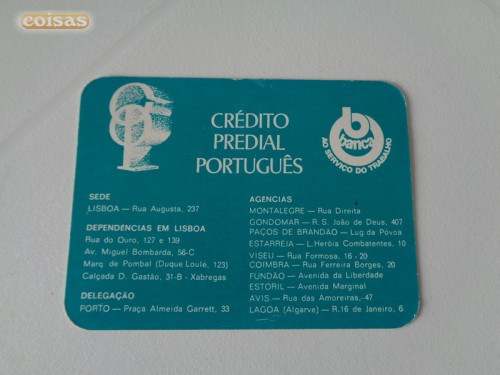 coisas
CRÉDITO
PREDIAL
PORTUGUÊS
banca
AO SERVIÇO DO TRABALHO
SEDE
LISBOA — Rua Augusta, 237
DEPENDÊNCIAS EM LISBOA
Rua do Ouro, 127 e 139
Av. Miguel Bombarda, 56-C
Marq. de Pombal (Duque Loulé, 123)
Calçada D. Gastão, 31-B - Xabregas
DELEGAÇÃO
PORTO — Praça Almeida Garrett, 33
AGENCIAS
MONTALEGRE — Rua Direita
GONDOMAR — R. S. João de Deus, 407
PAÇOS DE BRANDÃO — Lug. da Póvoa
ESTARREJA — L. Heróis Combatentes, 10
VISEU — Rua Formosa, 16 - 20
COIMBRA — Rua Ferreira Borges, 20
FUNDÃO — Avenida da Liberdade
ESTORIL — Avenida Marginal
AVIS — Rua das Amoreiras, 47
LAGOA (Algarve) — R. 16 de Janeiro, 6